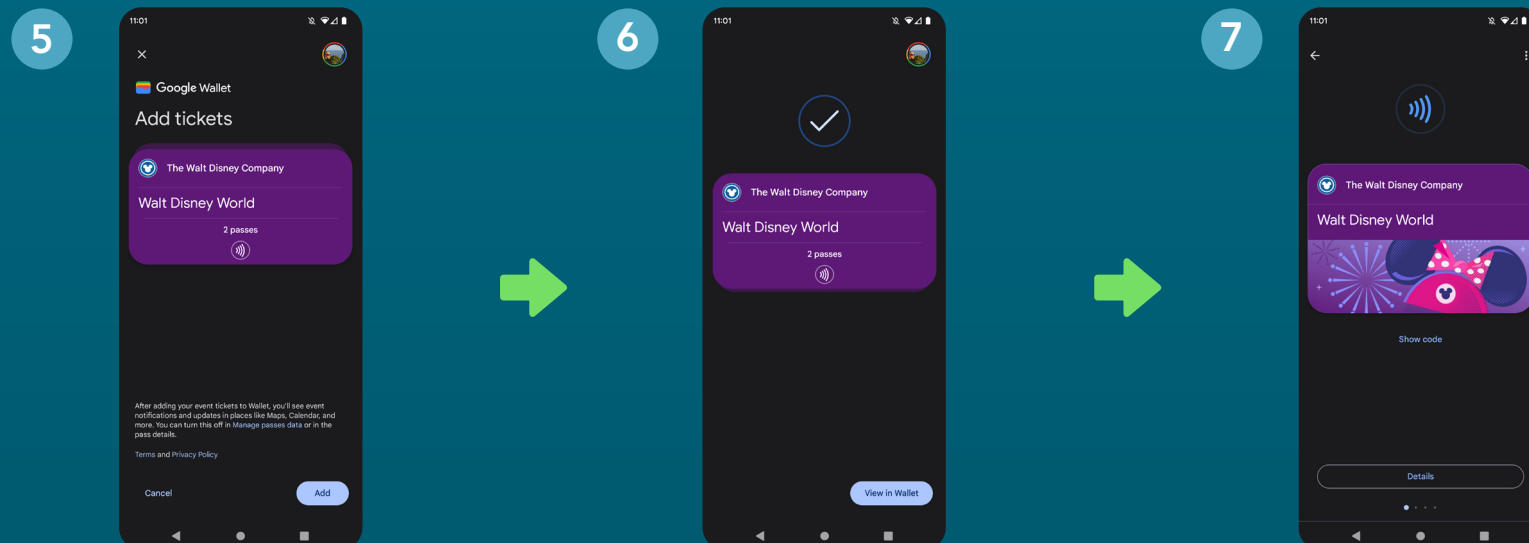 5
11:01
Google Wallet
Add tickets
The Walt Disney Company
Walt Disney World
2 passes
After adding your event tickets to Wallet, you'll see event
notifications and updates in places like Maps, Calendar, and
more. You can turn this off in Manage passes data or in the
pass details.
Terms and Privacy Policy
Cancel
Add
6
11:01
The Walt Disney Company
Walt Disney World
2 passes
View in Wallet
7
11:01
The Walt Disney Company
Walt Disney World
Show code
Details